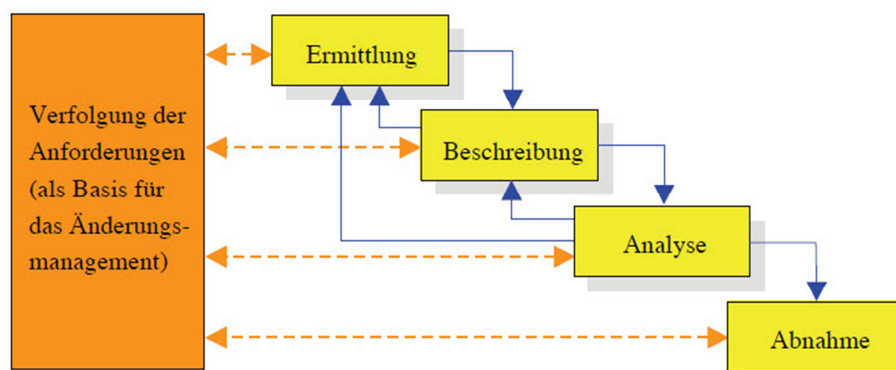 Verfolgung der
Anforderungen
(als Basis für
das Änderungs-
management)
Ermittlung
Beschreibung
Analyse
Abnahme